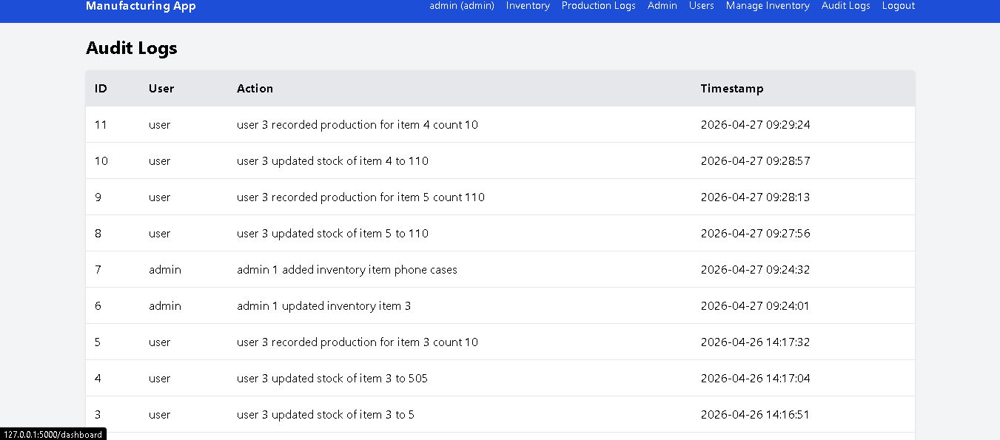 Manufacturing App admin (admin) Inventory Production Logs Admin Users Manage Inventory Audit Logs Logout
Audit Logs
ID User Action Timestamp
11 user user 3 recorded production for item 4 count 10 2026-04-27 09:29:24
10 user user 3 updated stock of item 4 to 110 2026-04-27 09:28:57
9 user user 3 recorded production for item 5 count 110 2026-04-27 09:28:13
8 user user 3 updated stock of item 5 to 110 2026-04-27 09:27:56
7 admin admin 1 added inventory item phone cases 2026-04-27 09:24:32
6 admin admin 1 updated inventory item 3 2026-04-27 09:24:01
5 user user 3 recorded production for item 3 count 10 2026-04-26 14:17:32
4 user user 3 updated stock of item 3 to 505 2026-04-26 14:17:04
3 user user 3 updated stock of item 3 to 5 2026-04-26 14:16:51
127.0.0.1:5000/dashboard